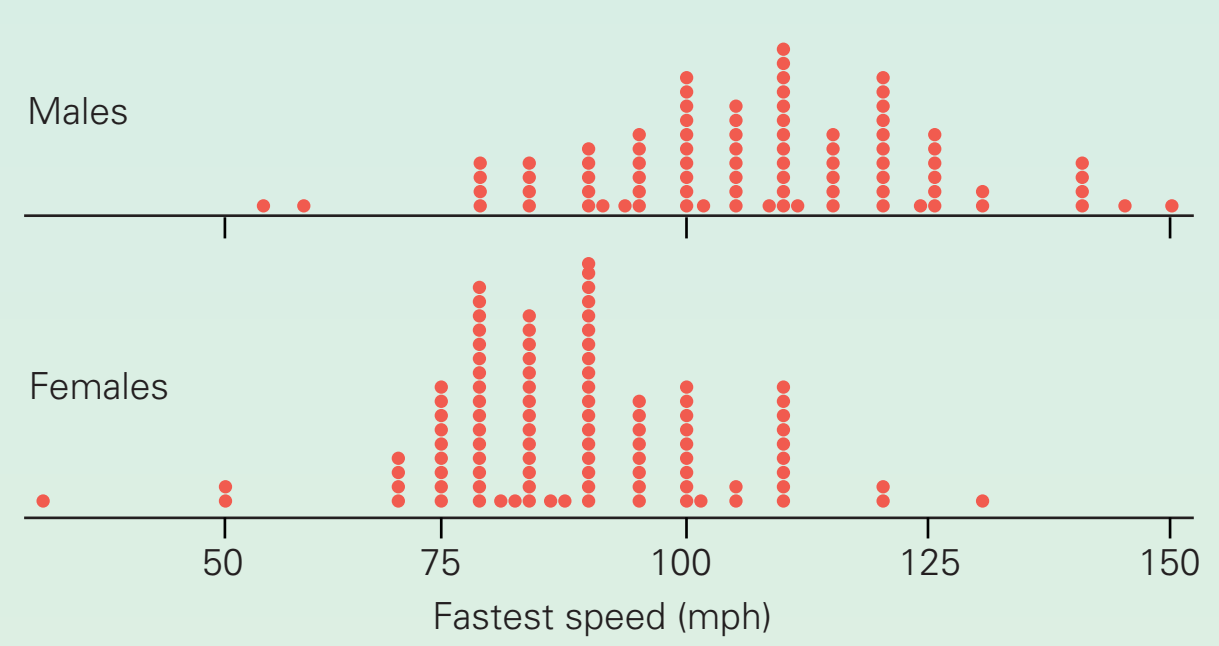 Males
Females
50 75 100 125 150
Fastest speed (mph)